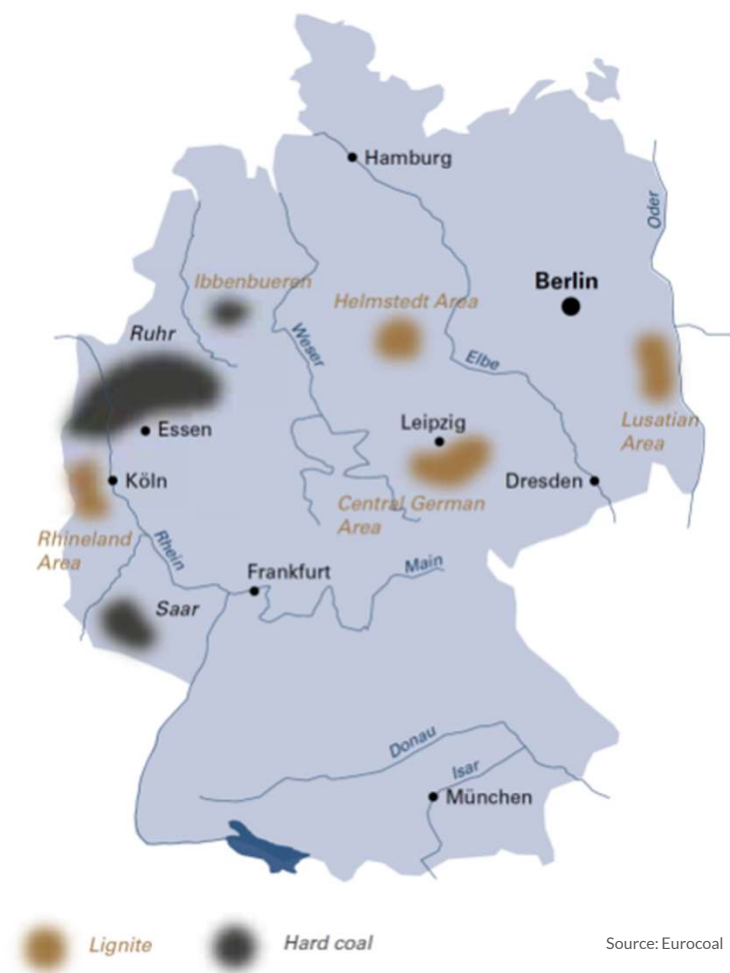 Hamburg
Oder
Berlin
Ibbenbueren
Helmstedt Area
Ruhr
Weser
Elbe
Essen
Leipzig
Lusatian
Area
Köln
Dresden
Central German
Area
Rhineland
Area
Rhein
Frankfurt
Main
Saar
Donau
Isar
München
Lignite
Hard coal
Source: Eurocoal